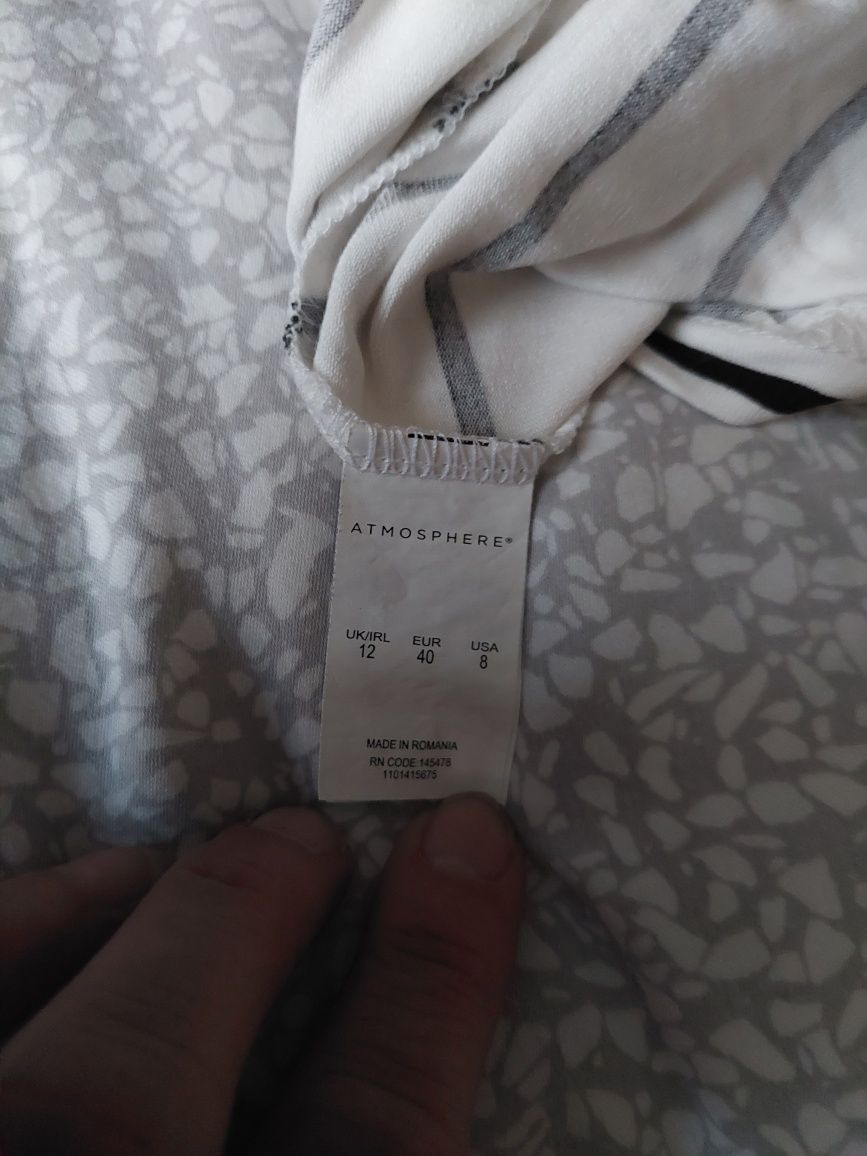 ATMOSPHERE®
UK/IRL EUR USA
12 40 8
MADE IN ROMANIA
RN CODE 145478
1101415675